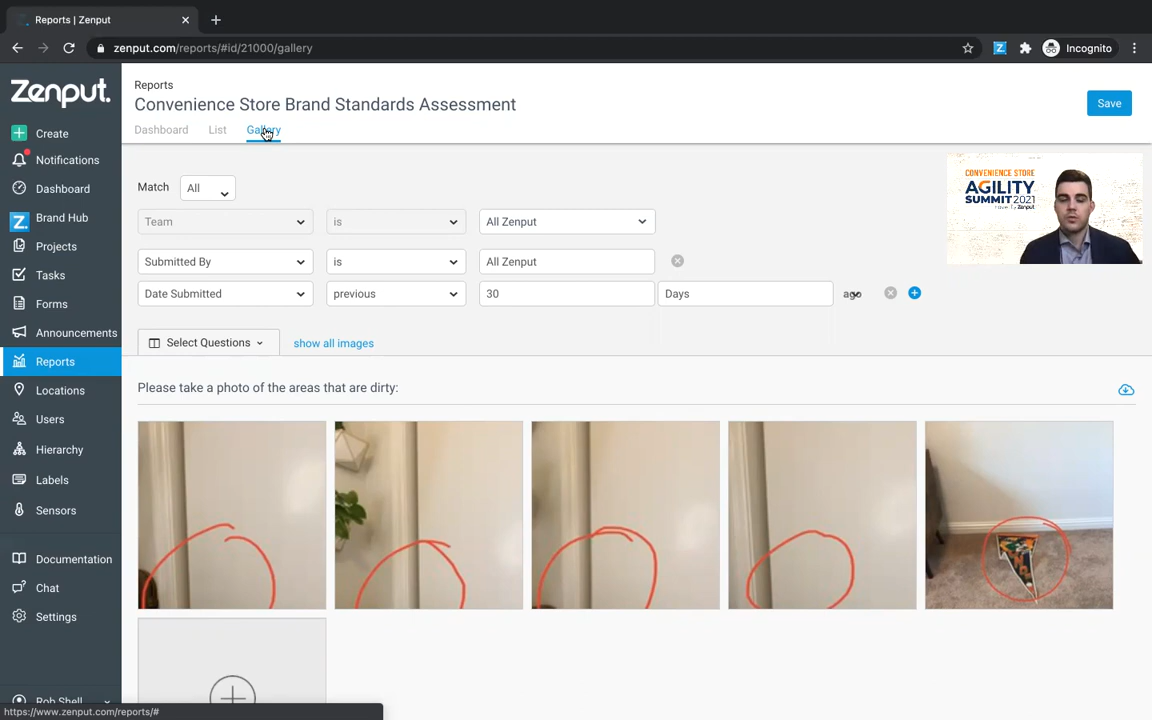 Reports | Zenput
zenput.com/reports/#id/21000/gallery
Incognito
Zenput.
Create
Notifications
Dashboard
Z. Brand Hub
Projects
Tasks
Forms
Announcements
Reports
Locations
Users
Hierarchy
Labels
Sensors
Documentation
Chat
Settings
Rob Shell
https://www.zenput.com/reports/#
Reports
Convenience Store Brand Standards Assessment
Save
Dashboard List Gallery
CONVENIENCE STORE
AGILITY
SUMMIT 2021
Match All
Team is All Zenput
Submitted By is All Zenput
Date Submitted previous 30 Days ago
Select Questions show all images
Please take a photo of the areas that are dirty: